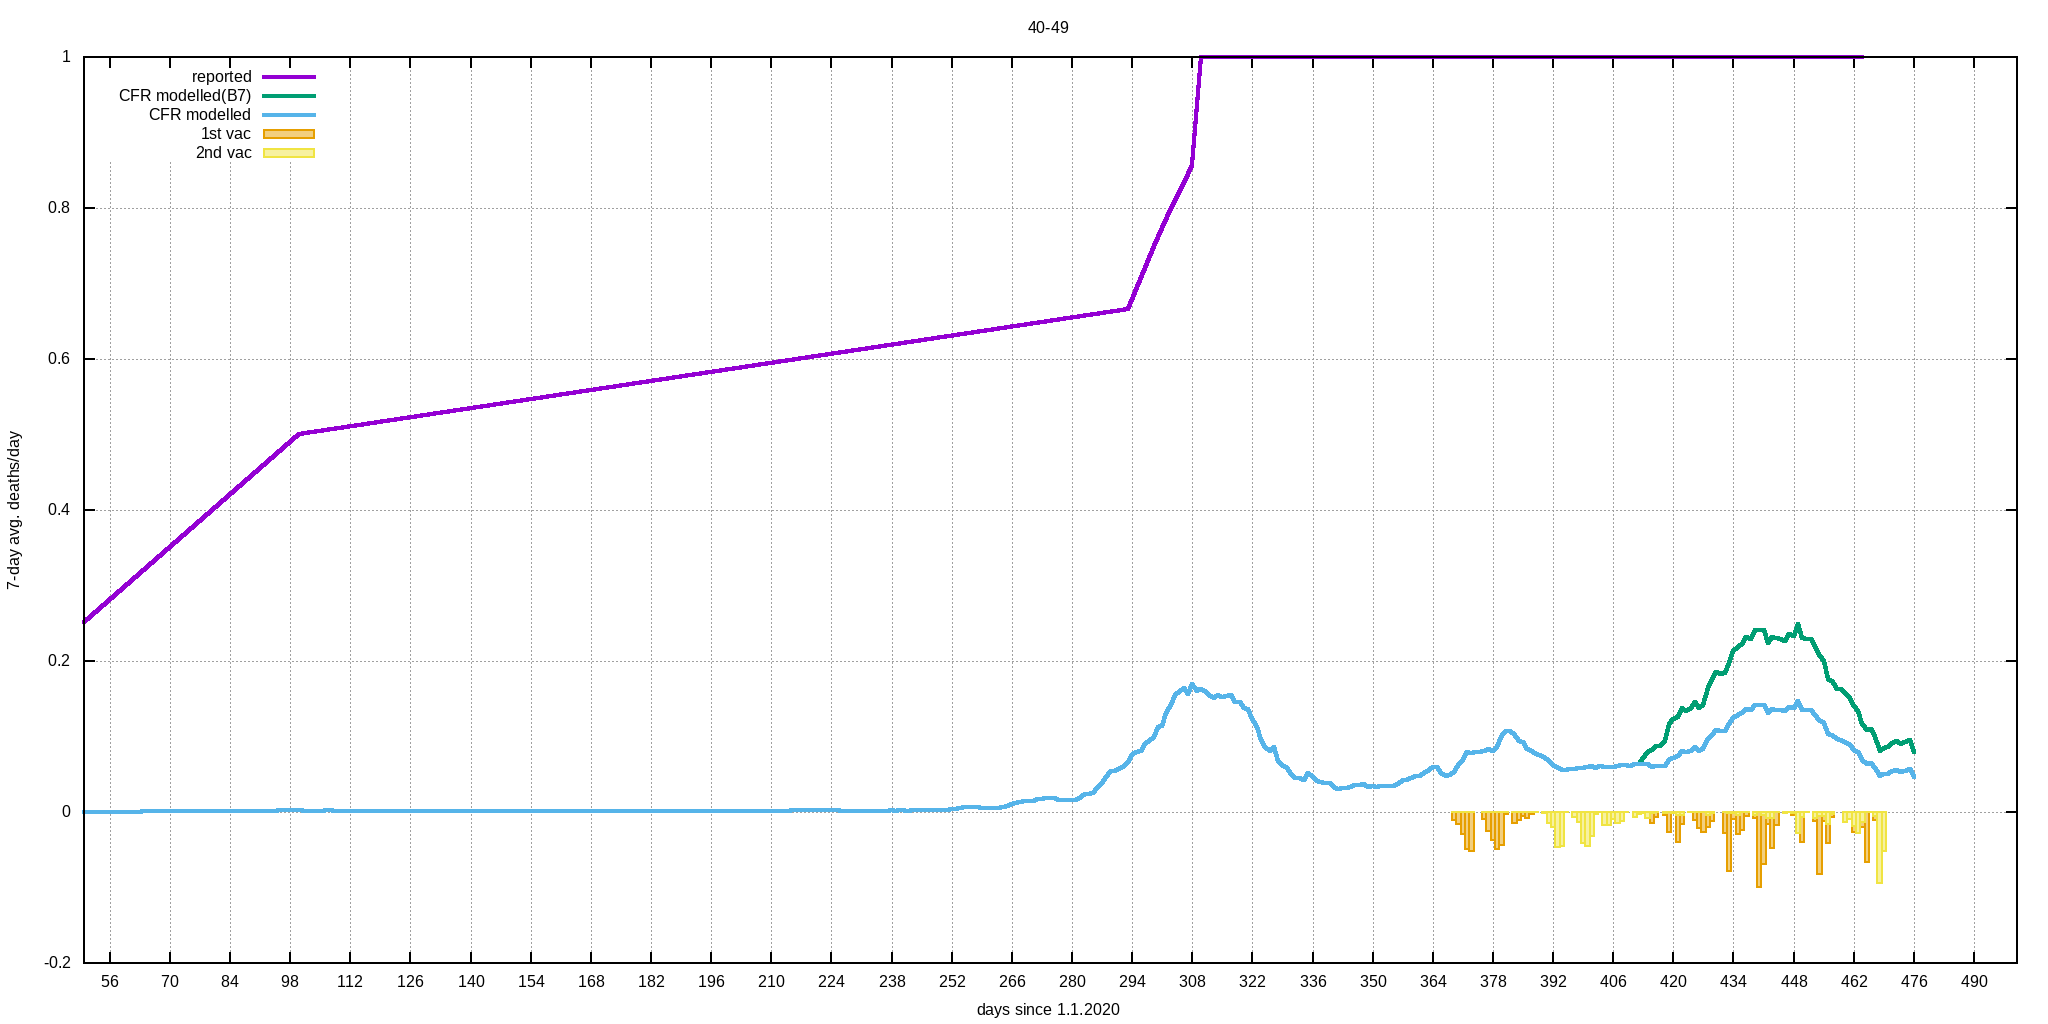 40-49
1
reported
CFR modelled(B7)
CFR modelled
1st vac
2nd vac
0.8
0.6
0.4
0.2
0
-0.2
7-day avg. deaths/day
56 70 84 98 112 126 140 154 168 182 196 210 224 238 252 266 280 294 308 322 336 350 364 378 392 406 420 434 448 462 476 490
days since 1.1.2020